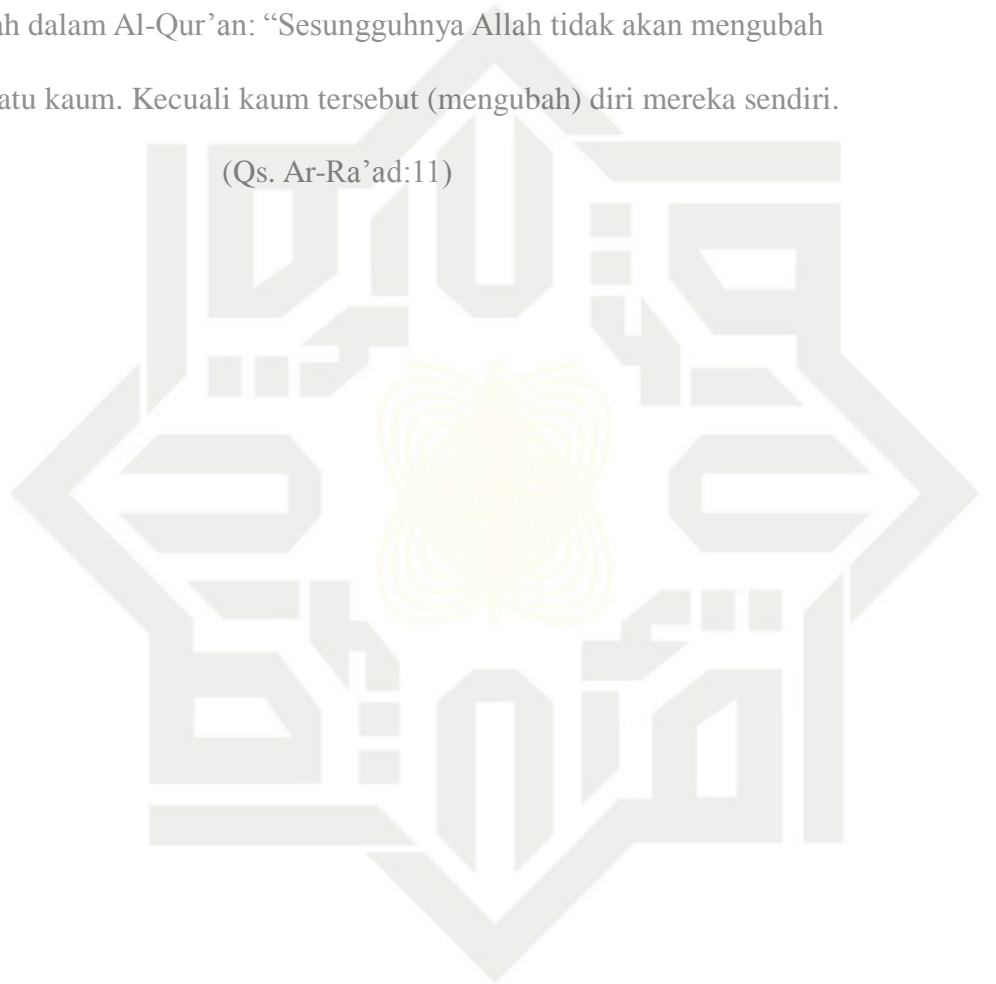 dalam Al-Qur’an: “Sesungguhnya Allah tidak akan mengubah
kaum. Kecuali kaum tersebut (mengubah) diri mereka sendiri.
(Qs. Ar-Ra’ad:11)